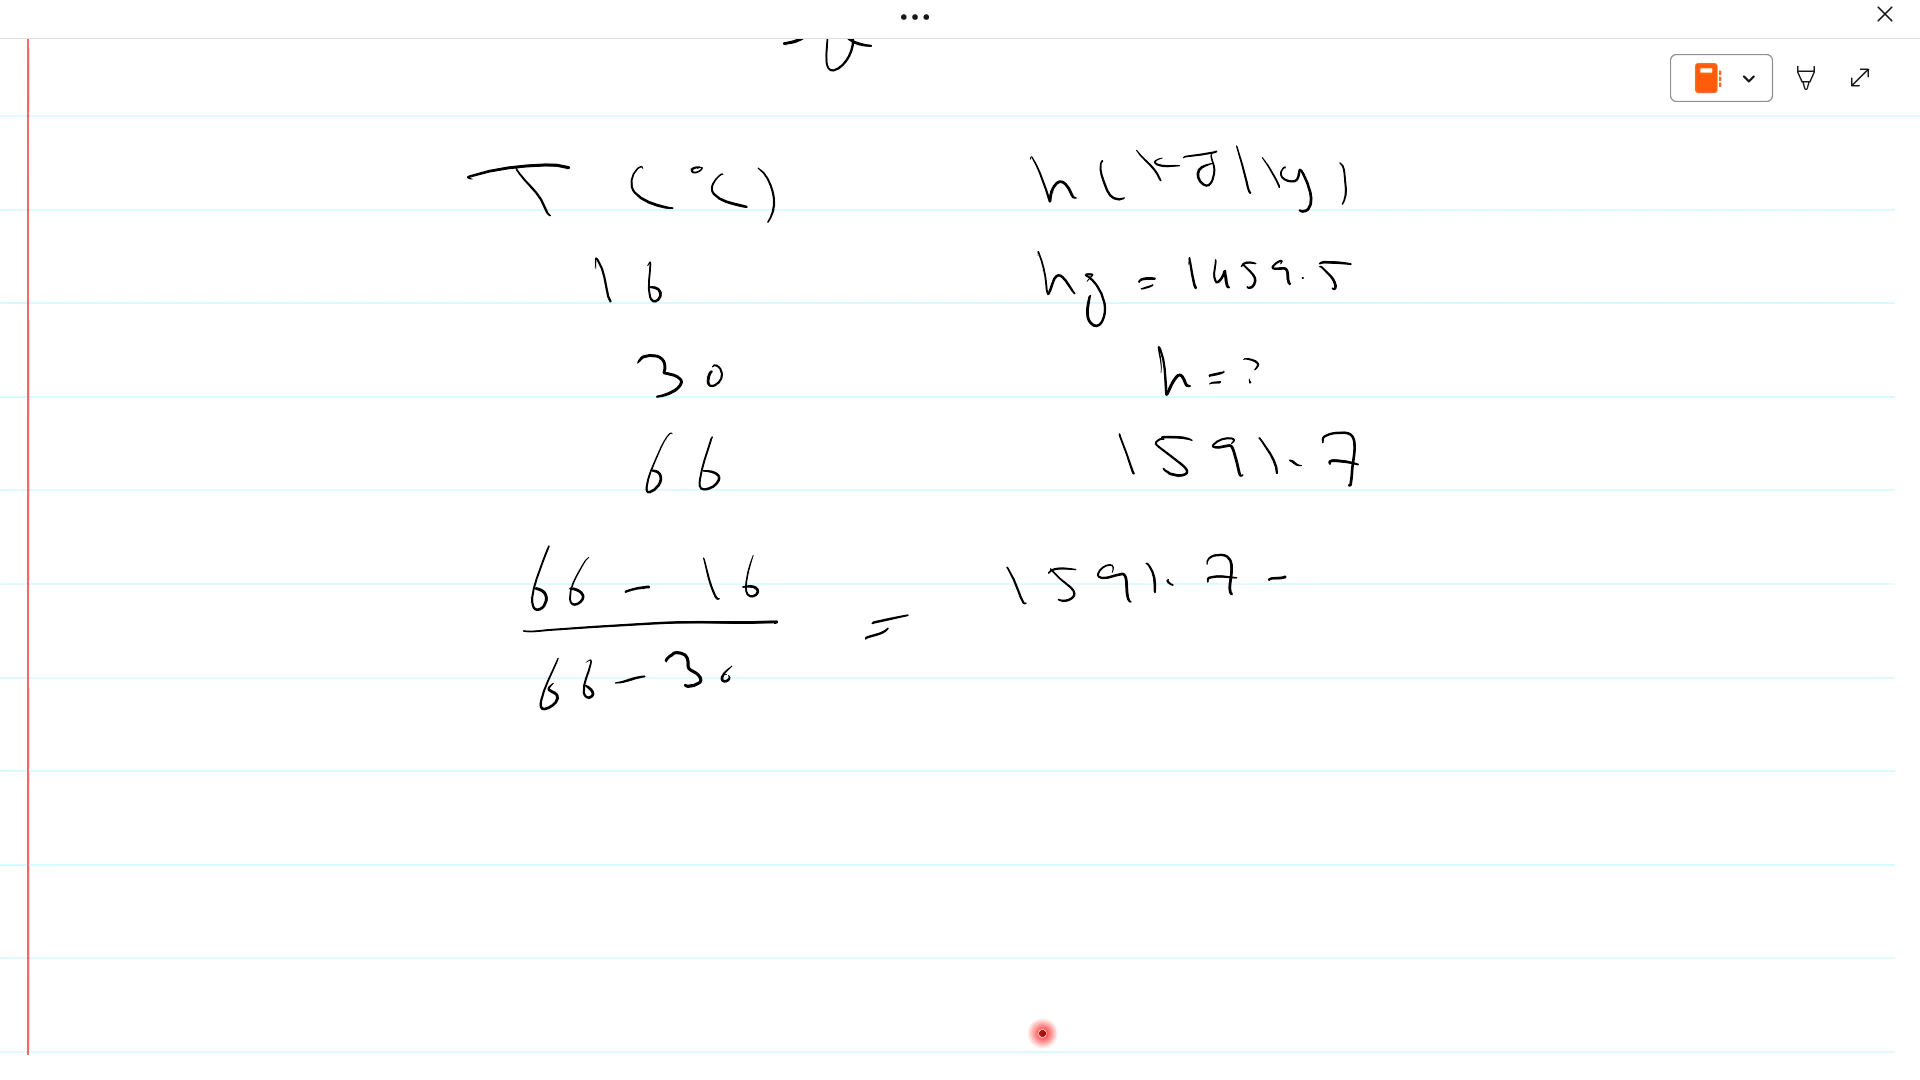 T (°C) h (kJ/kg)
16 hg = 1459.5
30 h = ?
66 1591.7
66 - 16 = 1591.7 -
66 - 30